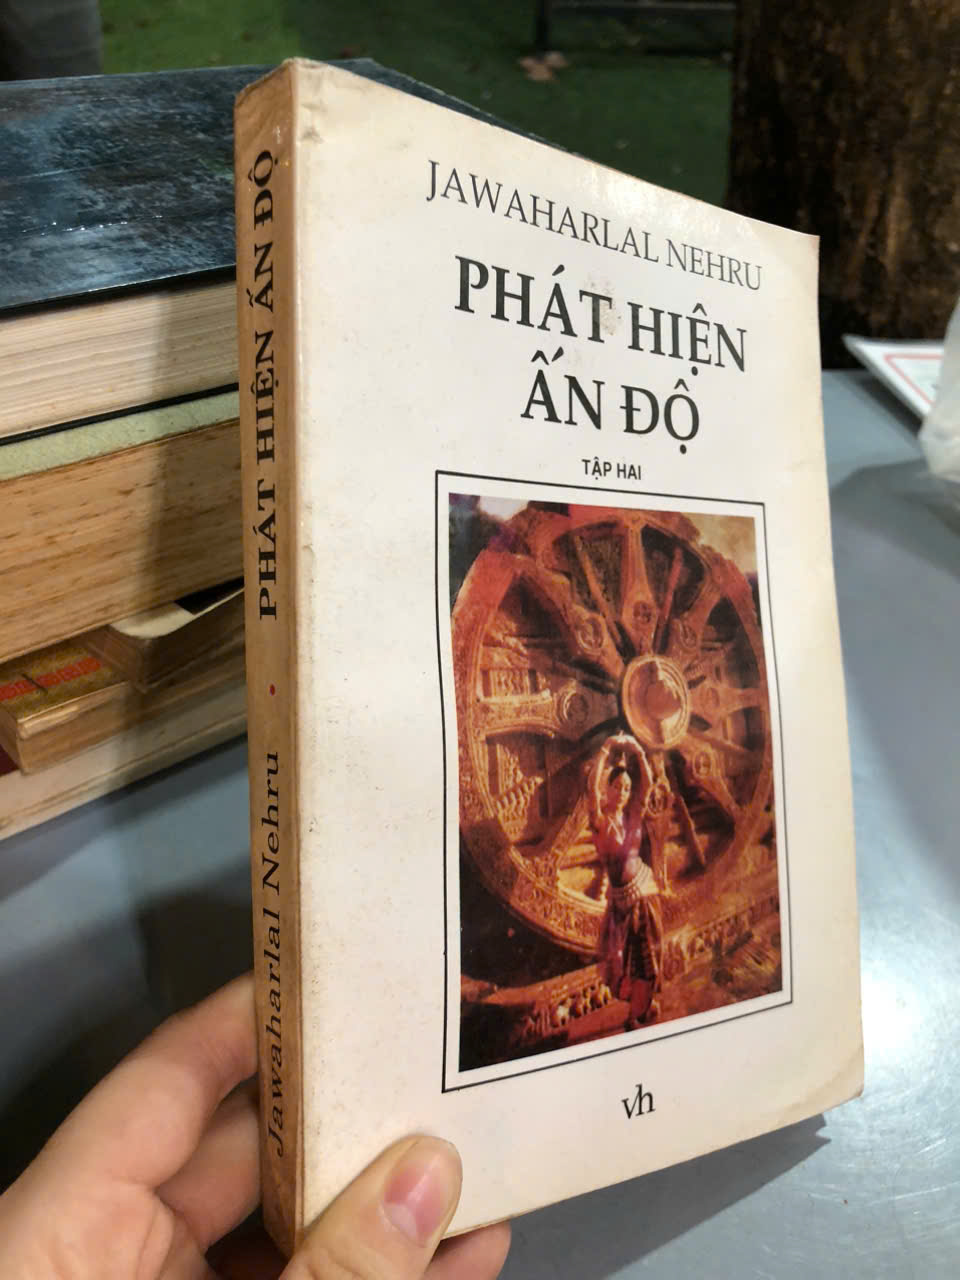 JAWAHARLAL NEHRU
PHÁT HIỆN
ẤN ĐỘ
TẬP HAI
vh
Jawaharlal Nehru • PHÁT HIỆN ẤN ĐỘ